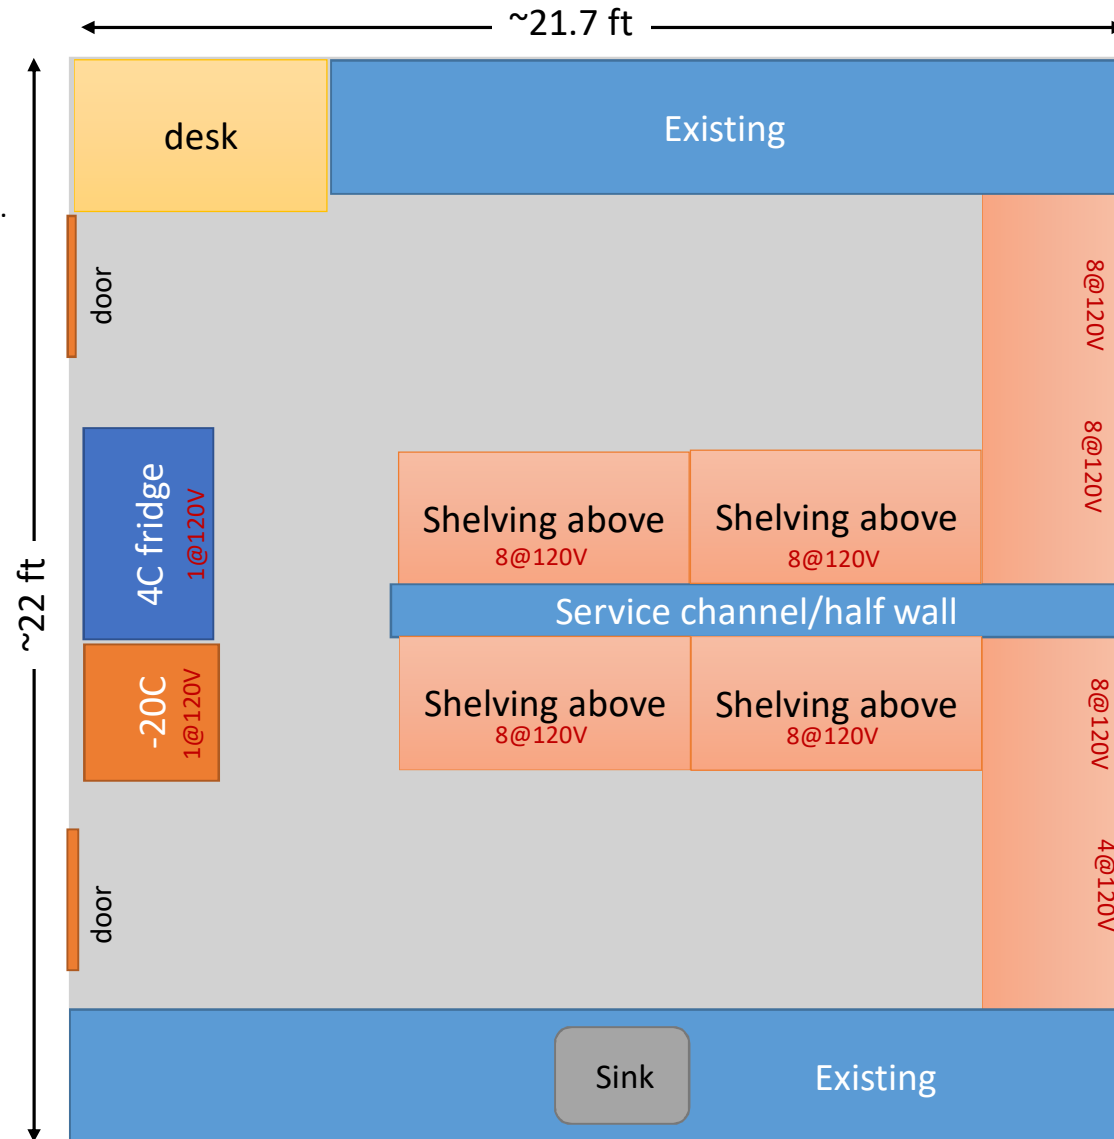 ~21.7 ft
desk
Existing
.
door
8@120V
8@120V
4C fridge
1@120V
Shelving above
8@120V
Shelving above
8@120V
~22 ft
Service channel/half wall
-20C
1@120V
Shelving above
8@120V
Shelving above
8@120V
8@120V
4@120V
door
Sink
Existing